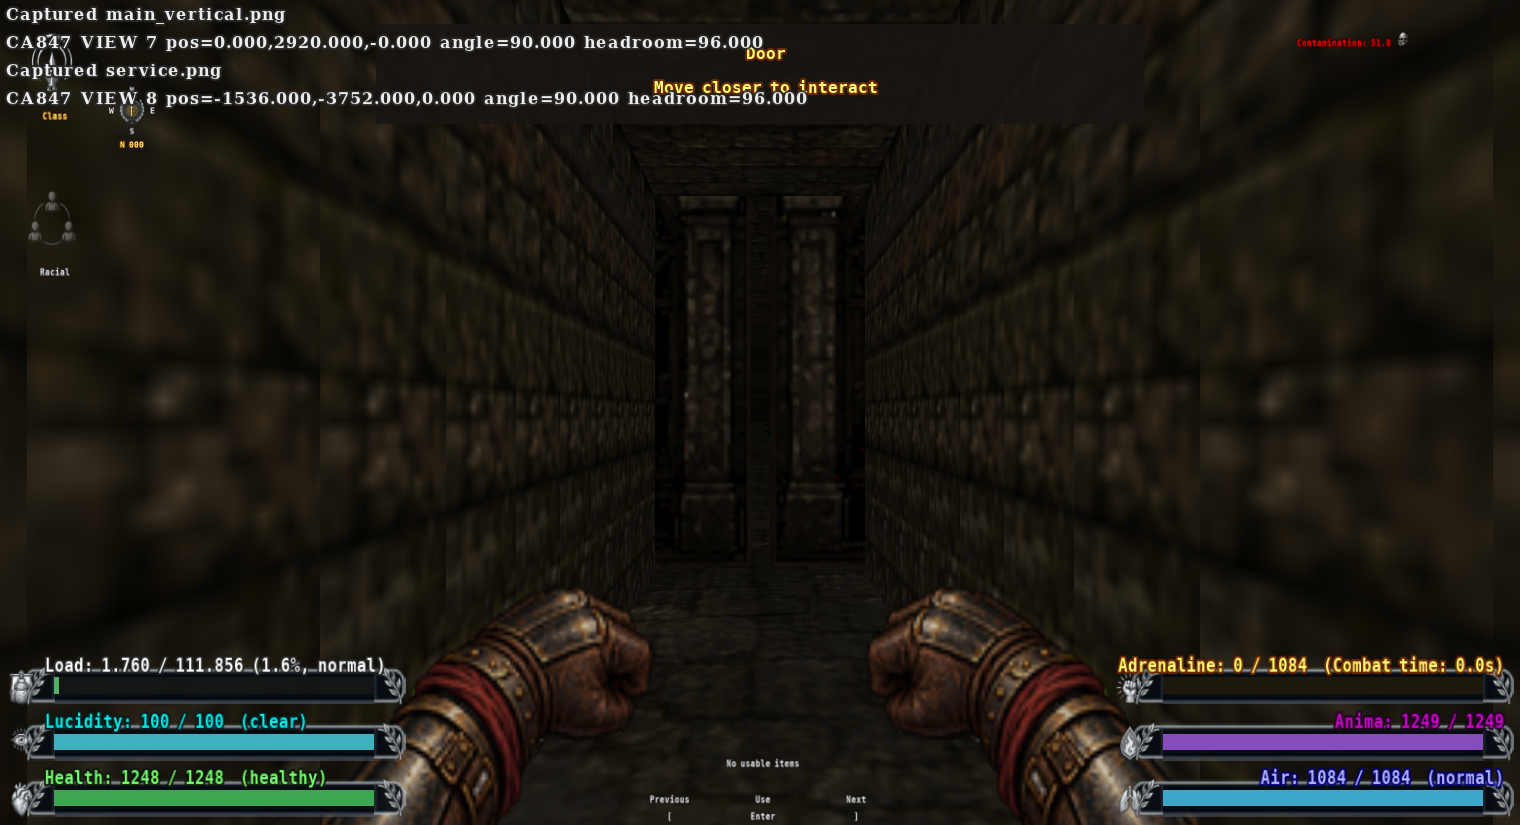 Captured main_vertical.png
CA847 VIEW 7 pos=0.000,2920.000,-0.000 angle=90.000 headroom=96.000
Captured service.png
CA847 VIEW 8 pos=-1536.000,-3752.000,0.000 angle=90.000 headroom=96.000
Door
Move closer to interact
Contamination: 51.0
Class
N
W
E
S
N 000
Racial
Load: 1.760 / 111.856 (1.6%, normal)
Lucidity: 100 / 100 (clear)
Health: 1248 / 1248 (healthy)
Adrenaline: 0 / 1084 (Combat time: 0.0s)
Anima: 1249 / 1249
Air: 1084 / 1084 (normal)
No usable items
Previous Use Next
[ Enter ]